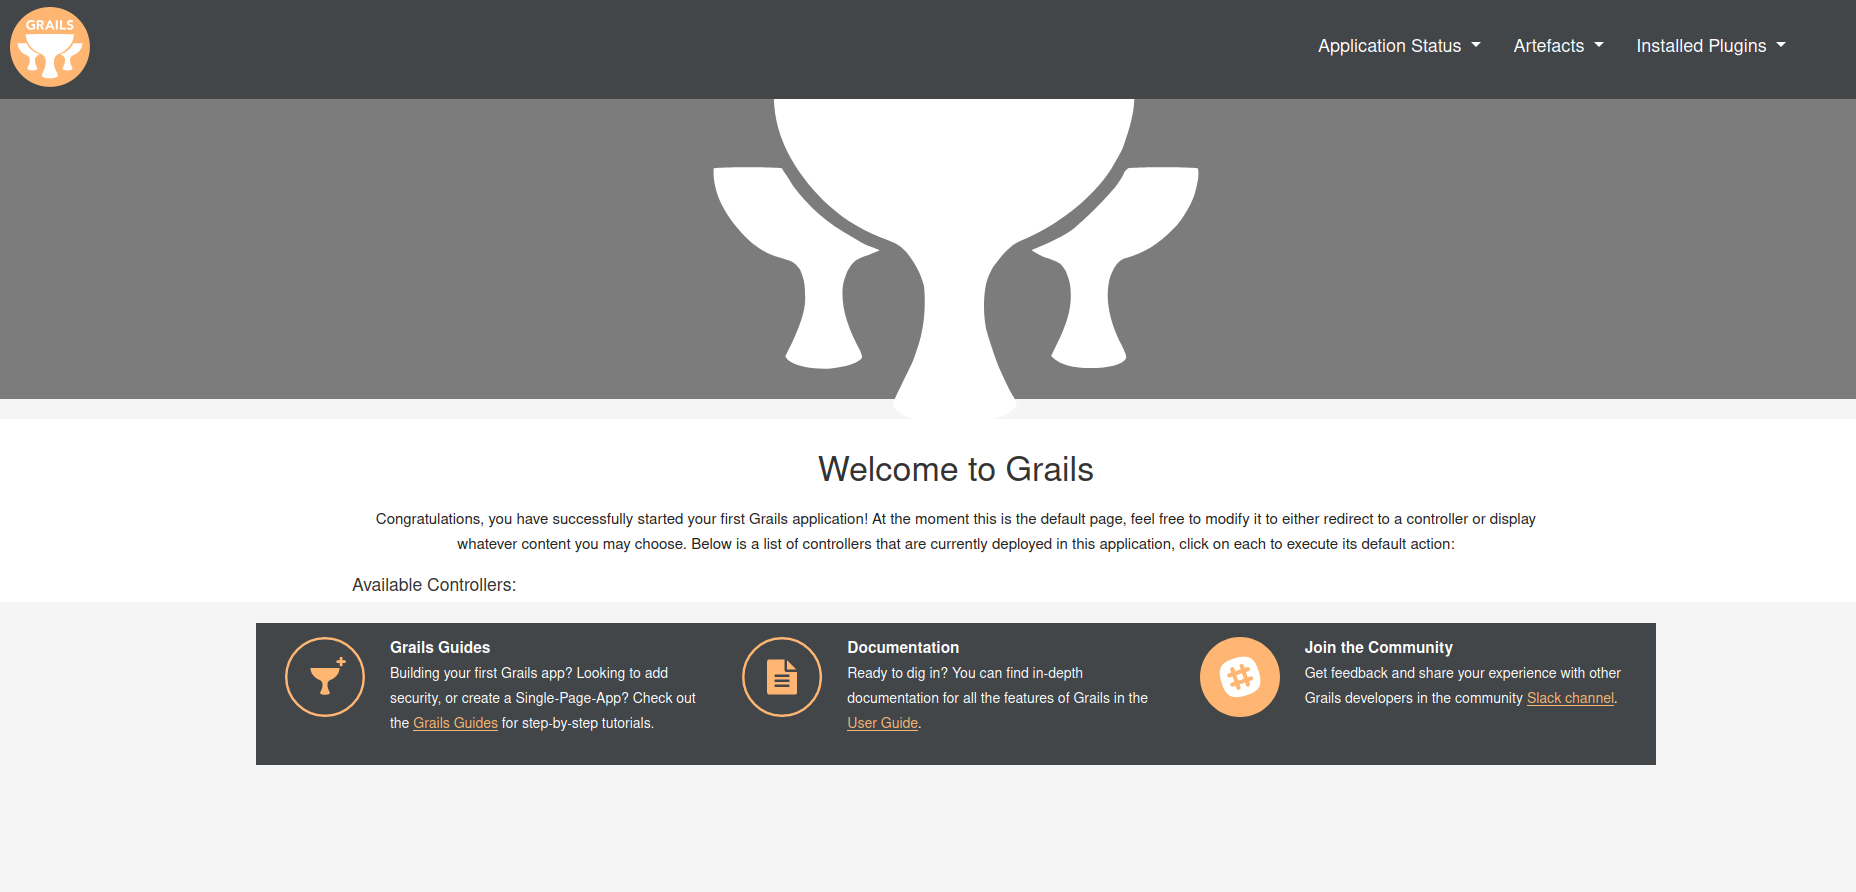 GRAILS
Application Status
Artefacts
Installed Plugins
Welcome to Grails
Congratulations, you have successfully started your first Grails application! At the moment this is the default page, feel free to modify it to either redirect to a controller or display
whatever content you may choose. Below is a list of controllers that are currently deployed in this application, click on each to execute its default action:
Available Controllers:
Grails Guides
Building your first Grails app? Looking to add
security, or create a Single-Page-App? Check out
the Grails Guides for step-by-step tutorials.
Documentation
Ready to dig in? You can find in-depth
documentation for all the features of Grails in the
User Guide.
Join the Community
Get feedback and share your experience with other
Grails developers in the community Slack channel.